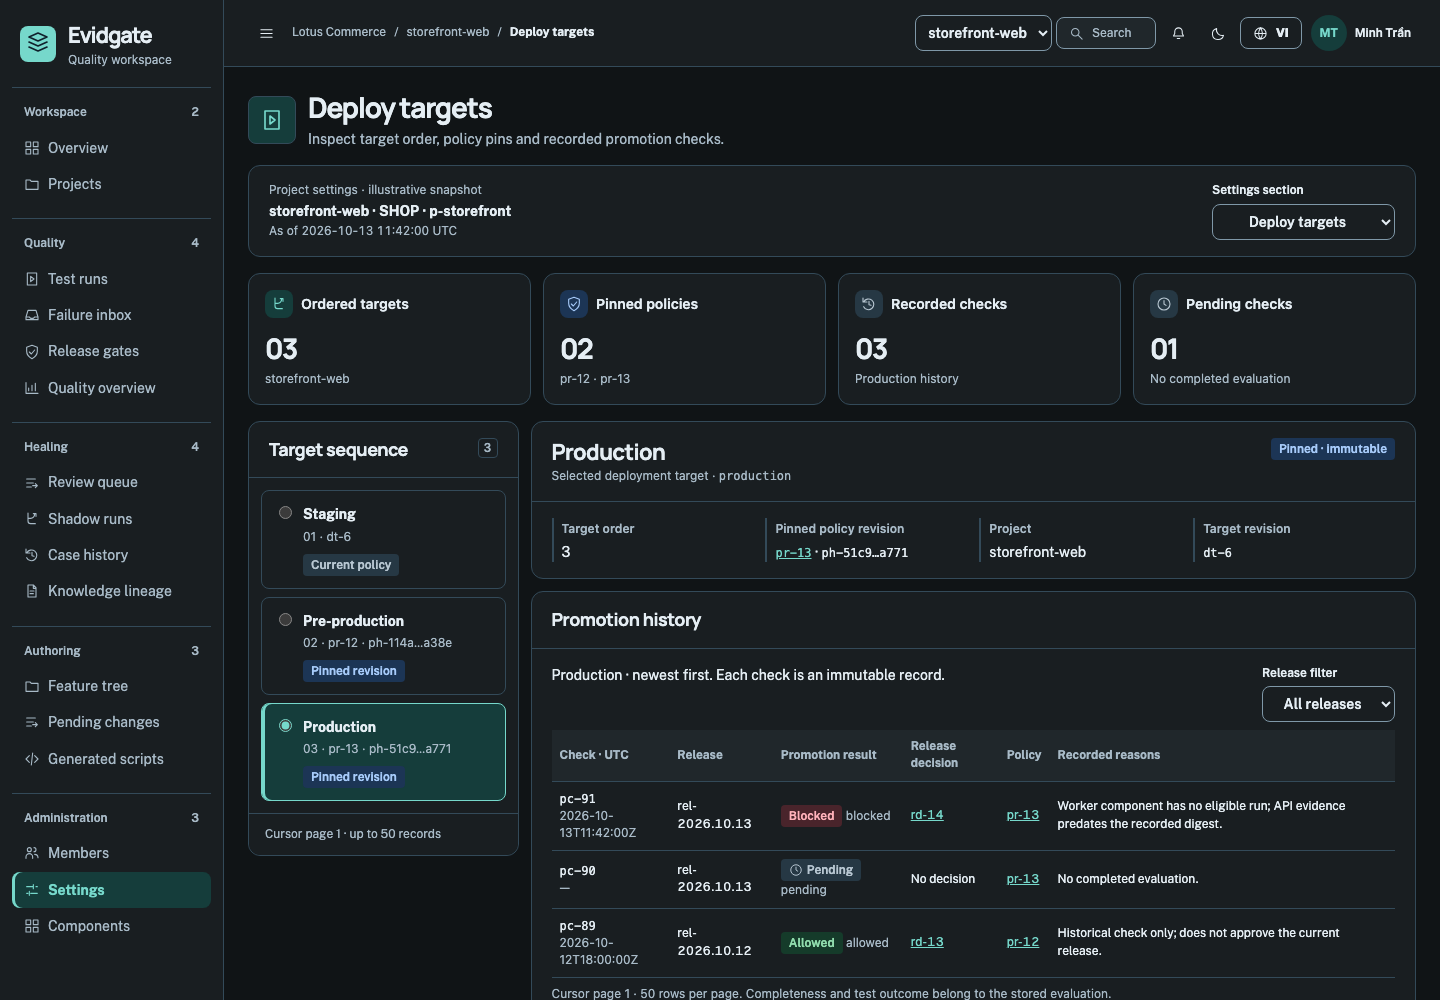 Evidgate
Quality workspace
Workspace 2
Overview
Projects
Quality 4
Test runs
Failure inbox
Release gates
Quality overview
Healing 4
Review queue
Shadow runs
Case history
Knowledge lineage
Authoring 3
Feature tree
Pending changes
Generated scripts
Administration 3
Members
Settings
Components
Lotus Commerce / storefront-web / Deploy targets
storefront-web
Search
VI
MT
Minh Trần
Deploy targets
Inspect target order, policy pins and recorded promotion checks.
Project settings · illustrative snapshot
storefront-web · SHOP · p-storefront
As of 2026-10-13 11:42:00 UTC
Settings section
Deploy targets
Ordered targets
03
storefront-web
Pinned policies
02
pr-12 · pr-13
Recorded checks
03
Production history
Pending checks
01
No completed evaluation
Target sequence 3
Staging
01 · dt-6
Current policy
Pre-production
02 · pr-12 · ph-114a…a38e
Pinned revision
Production
03 · pr-13 · ph-51c9…a771
Pinned revision
Cursor page 1 · up to 50 records
Production
Selected deployment target · production
Pinned · immutable
Target order
3
Pinned policy revision
pr-13 · ph-51c9…a771
Project
storefront-web
Target revision
dt-6
Promotion history
Production · newest first. Each check is an immutable record.
Release filter
All releases
Check · UTC Release Promotion result Release decision Policy Recorded reasons
pc-91
2026-10-
13T11:42:00Z
rel-
2026.10.13
Blocked blocked
rd-14
pr-13
Worker component has no eligible run; API evidence
predates the recorded digest.
pc-90
—
rel-
2026.10.13
Pending
pending
No decision
pr-13
No completed evaluation.
pc-89
2026-10-
12T18:00:00Z
rel-
2026.10.12
Allowed allowed
rd-13
pr-12
Historical check only; does not approve the current
release.
Cursor page 1 · 50 rows per page. Completeness and test outcome belong to the stored evaluation.